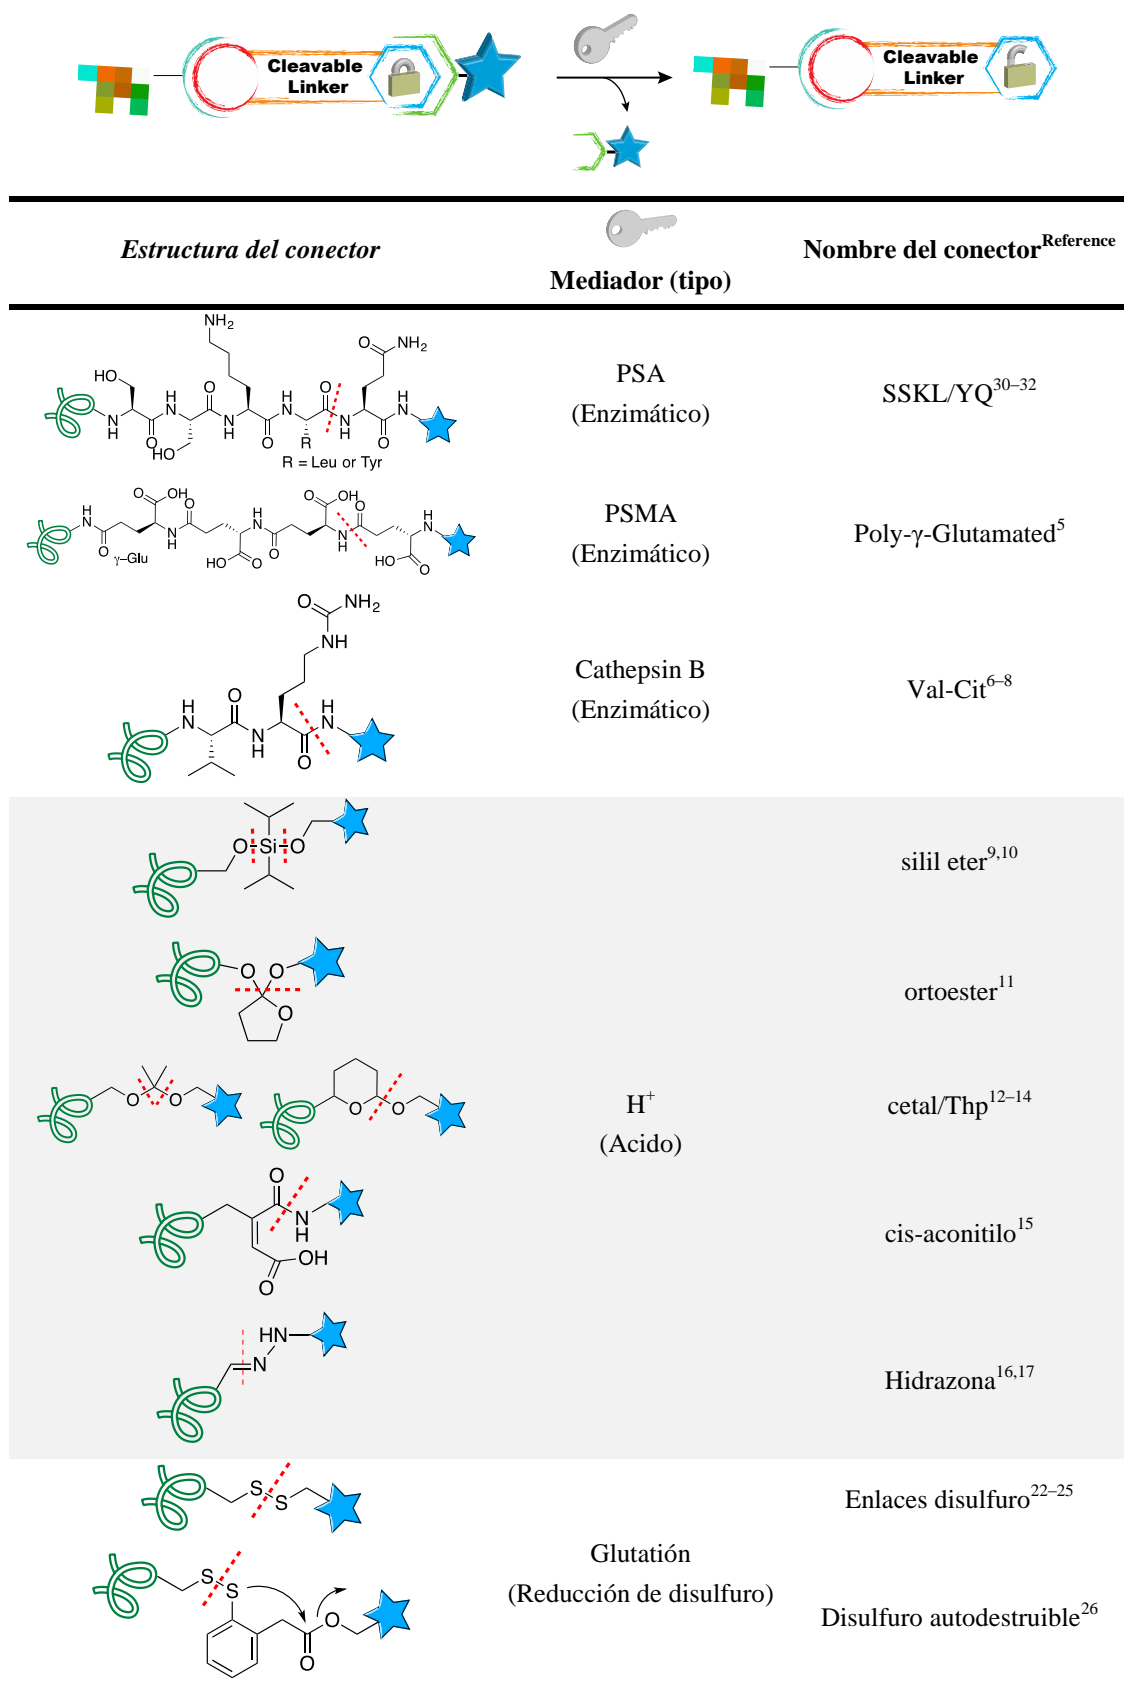 Cleavable
Linker
Cleavable
Linker
Estructura del conector
Mediador (tipo)
Nombre del conector^Reference
NH2
HO
H
N
O
H
N
O
NH2
O
H
N
O
H
N
N
H
O
HO
N
H
O
R
N
H
O
R = Leu or Tyr
PSA
(Enzimático)
SSKL/YQ^30–32
O
OH
H
N
O
γ–Glu
N
H
O
H
N
HO
O
O
O
OH
N
H
O
H
N
HO
O
PSMA
(Enzimático)
Poly-γ-Glutamated^5
O
NH2
NH
H
N
O
N
H
O
H
N
Cathepsin B
(Enzimático)
Val-Cit^6–8
O
Si
O
silil eter^9,10
O
O
O
ortoester^11
O
O
O
O
H^+
(Acido)
cetal/Thp^12–14
O
N
H
OH
O
cis-aconitilo^15
HN
N
Hidrazona^16,17
S
S
Enlaces disulfuro^22–25
S
S
O
O
Glutatión
(Reducción de disulfuro)
Disulfuro autodestruible^26